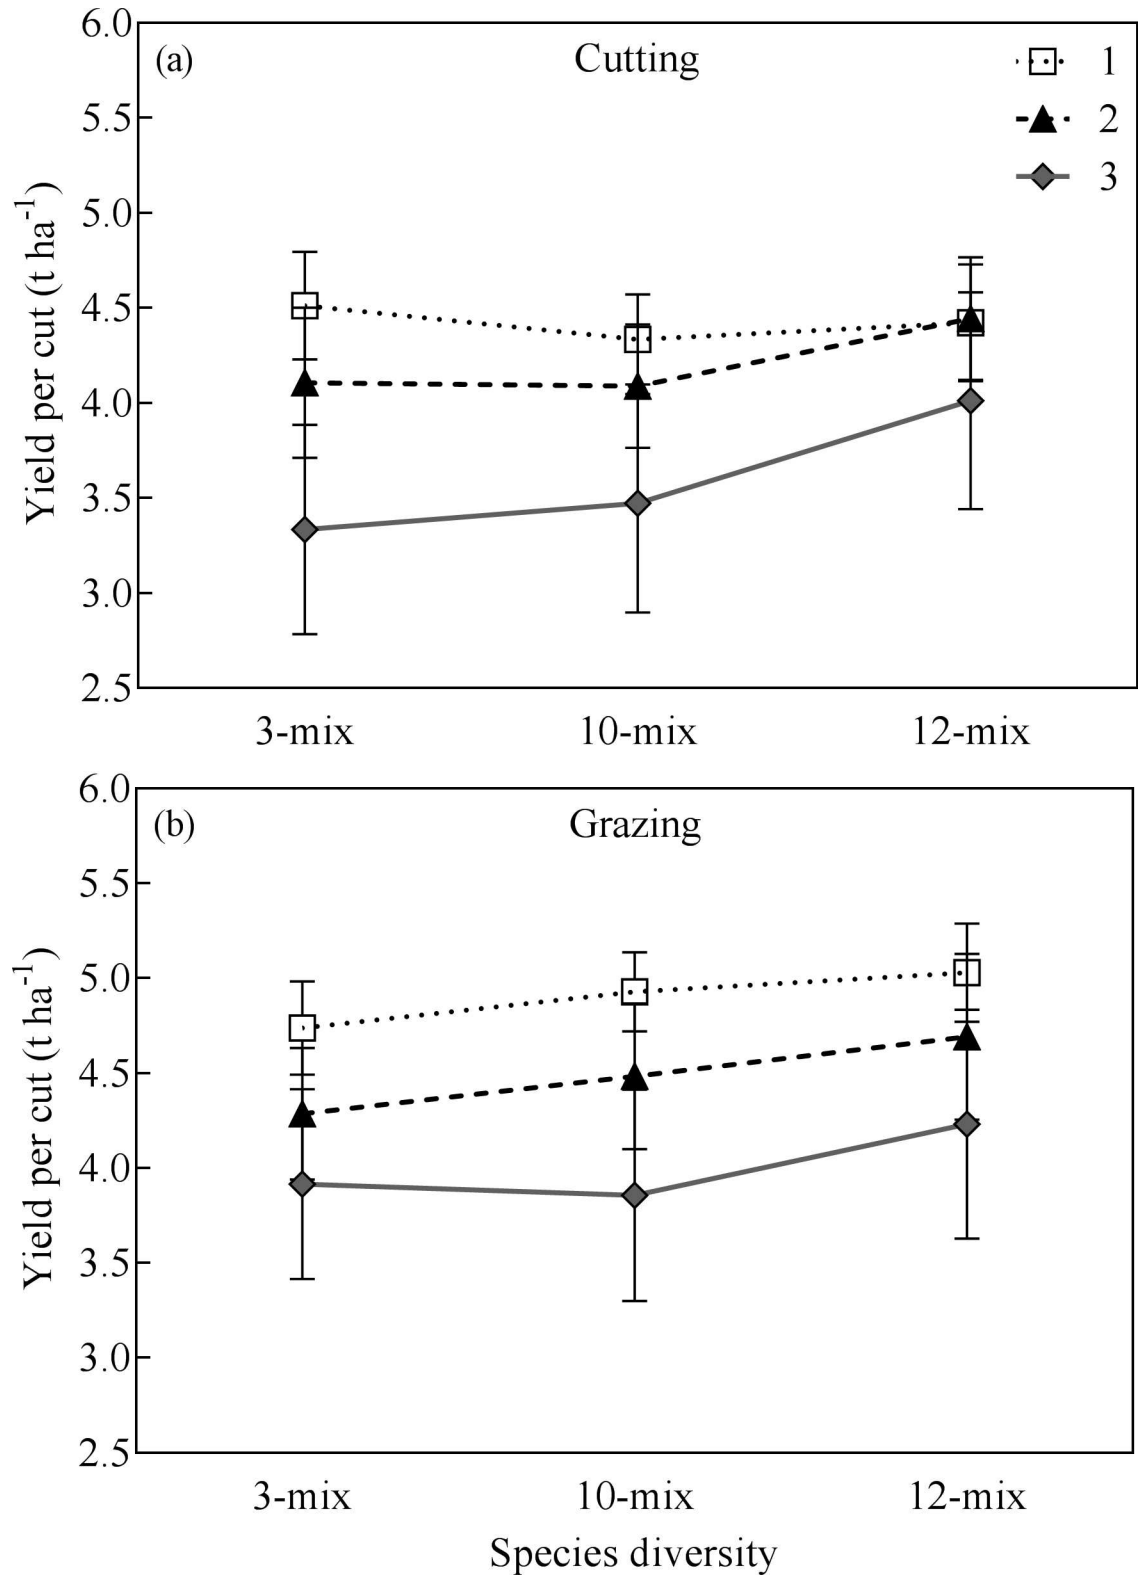 6.0
(a)
Cutting
1
5.5
2
3
5.0
4.5
4.0
3.5
3.0
2.5
Yield per cut (t ha⁻¹)
3-mix 10-mix 12-mix
6.0
(b)
Grazing
5.5
5.0
4.5
4.0
3.5
3.0
2.5
Yield per cut (t ha⁻¹)
3-mix 10-mix 12-mix
Species diversity